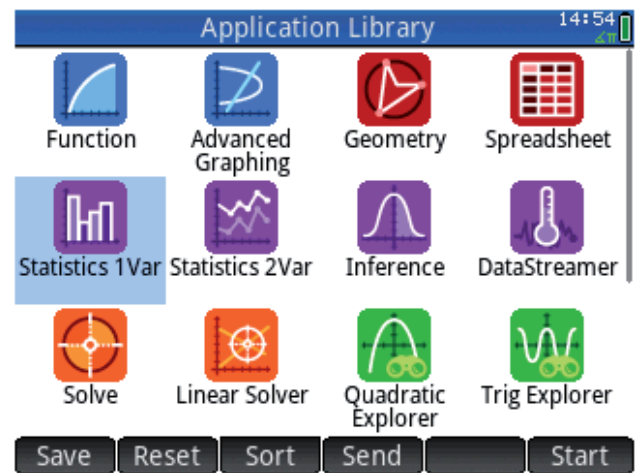 Application Library
14:54
∡π
Function
Advanced
Graphing
Geometry
Spreadsheet
Statistics 1Var
Statistics 2Var
Inference
DataStreamer
Solve
Linear Solver
Quadratic
Explorer
Trig Explorer
Save
Reset
Sort
Send
Start